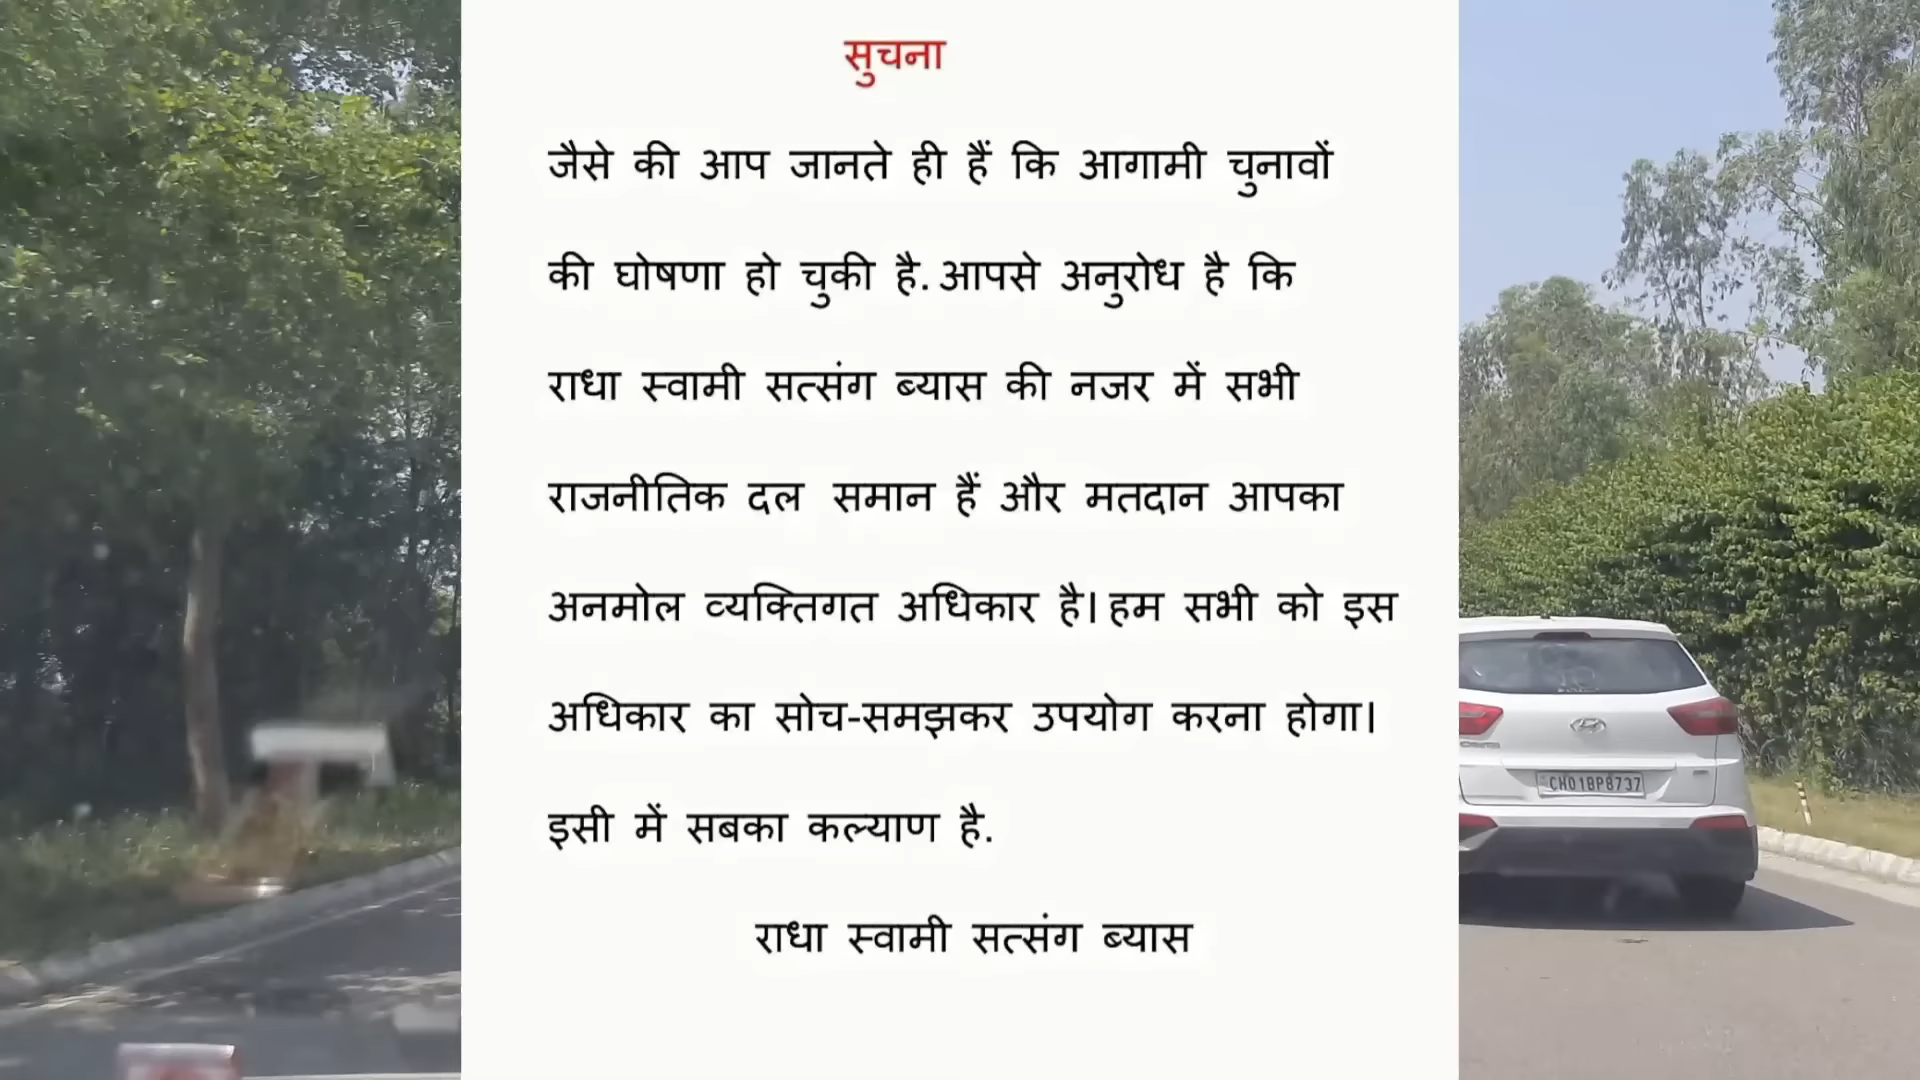 सुचना
जैसे की आप जानते ही हैं कि आगामी चुनावों
की घोषणा हो चुकी है. आपसे अनुरोध है कि
राधा स्वामी सत्संग ब्यास की नजर में सभी
राजनीतिक दल समान हैं और मतदान आपका
अनमोल व्यक्तिगत अधिकार है। हम सभी को इस
अधिकार का सोच-समझकर उपयोग करना होगा।
इसी में सबका कल्याण है.
राधा स्वामी सत्संग ब्यास
CH01BP8737